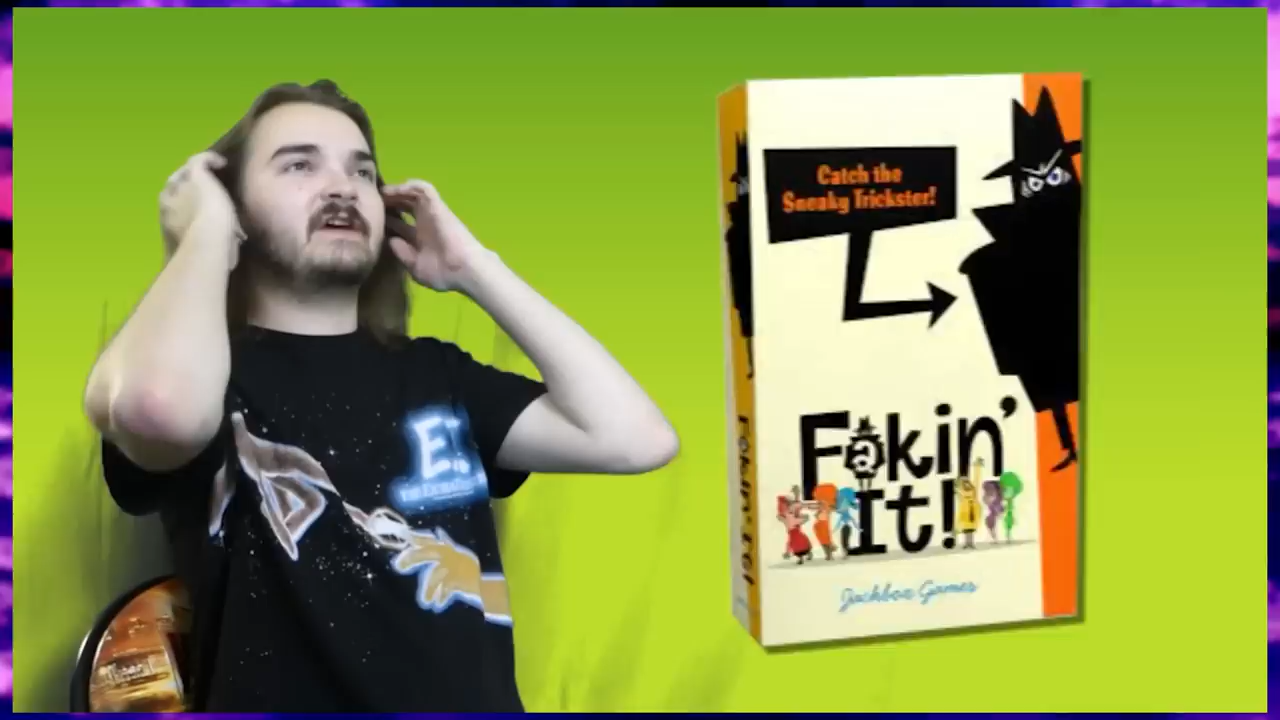 Catch the
Sneaky Trickster!
Fakin'
It!
Jackbox Games
E.T.